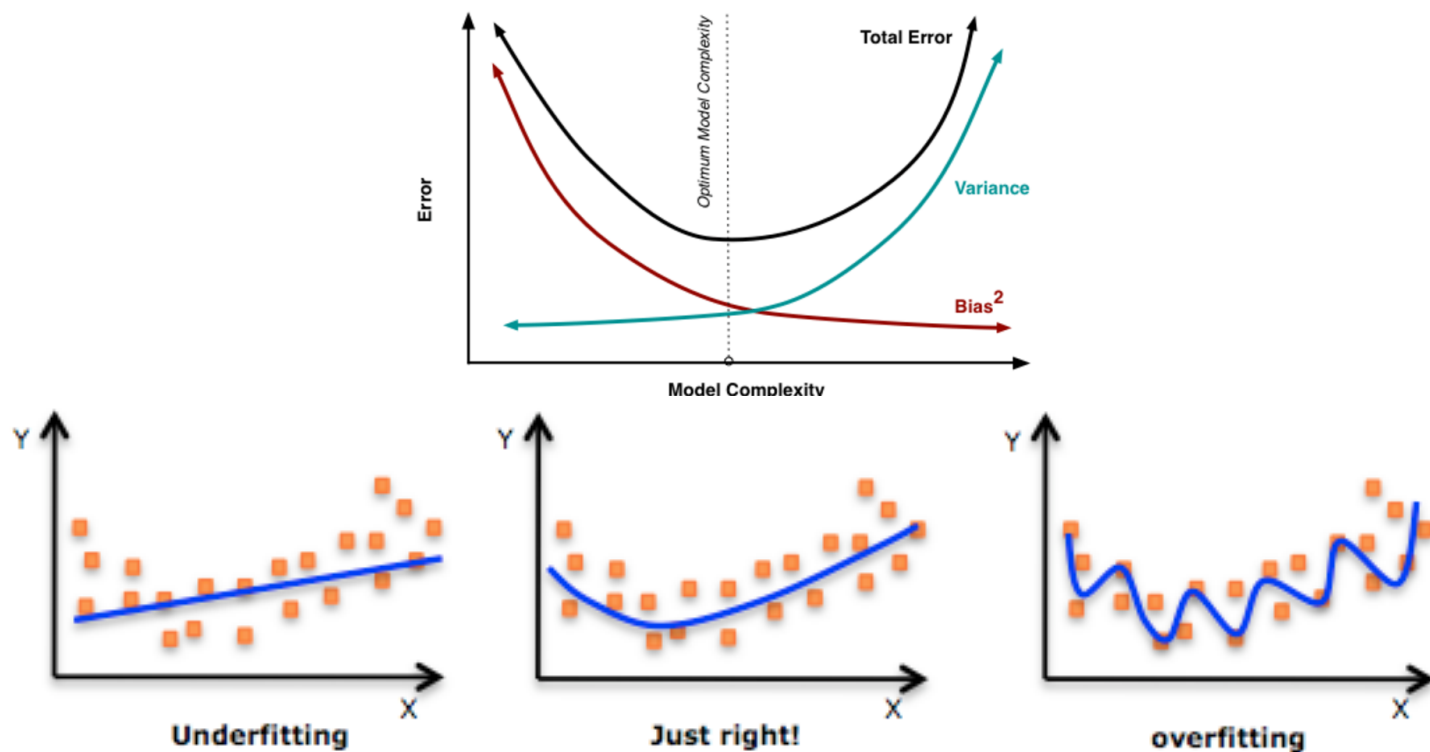 Total Error
Optimum Model Complexity
Variance
Error
Bias²
Model Complexity
Y
X
Underfitting
Y
X
Just right!
Y
X
overfitting